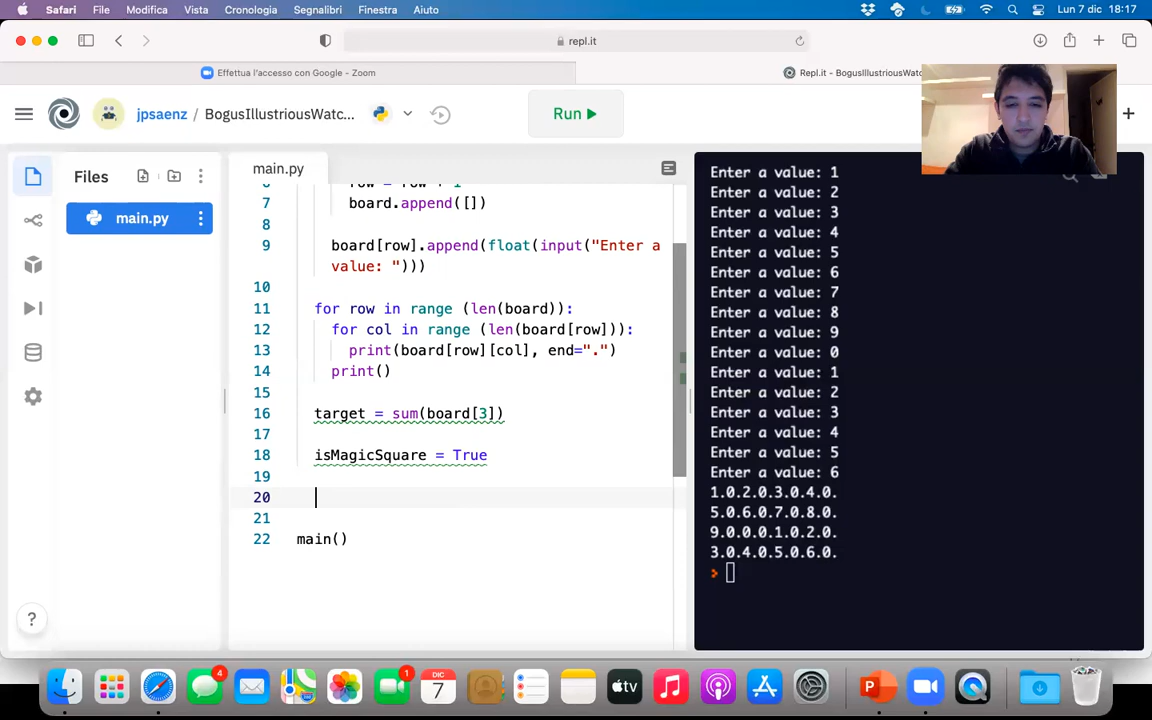 Safari File Modifica Vista Cronologia Segnalibri Finestra Aiuto Lun 7 dic 18:17
repl.it
Effettua l'accesso con Google - Zoom
Repl.it - BogusIllustriousWatc
jpsaenz / BogusIllustriousWatc...
Run
Files
main.py
main.py
7 board.append([])
8
9 board[row].append(float(input("Enter a
value: ")))
10
11 for row in range (len(board)):
12 for col in range (len(board[row])):
13 print(board[row][col], end=".")
14 print()
15
16 target = sum(board[3])
17
18 isMagicSquare = True
19
20
21
22 main()
Enter a value: 1
Enter a value: 2
Enter a value: 3
Enter a value: 4
Enter a value: 5
Enter a value: 6
Enter a value: 7
Enter a value: 8
Enter a value: 9
Enter a value: 0
Enter a value: 1
Enter a value: 2
Enter a value: 3
Enter a value: 4
Enter a value: 5
Enter a value: 6
1.0.2.0.3.0.4.0.
5.0.6.0.7.0.8.0.
9.0.0.0.1.0.2.0.
3.0.4.0.5.0.6.0.
>
?
4
1
DIC
7
tv
P